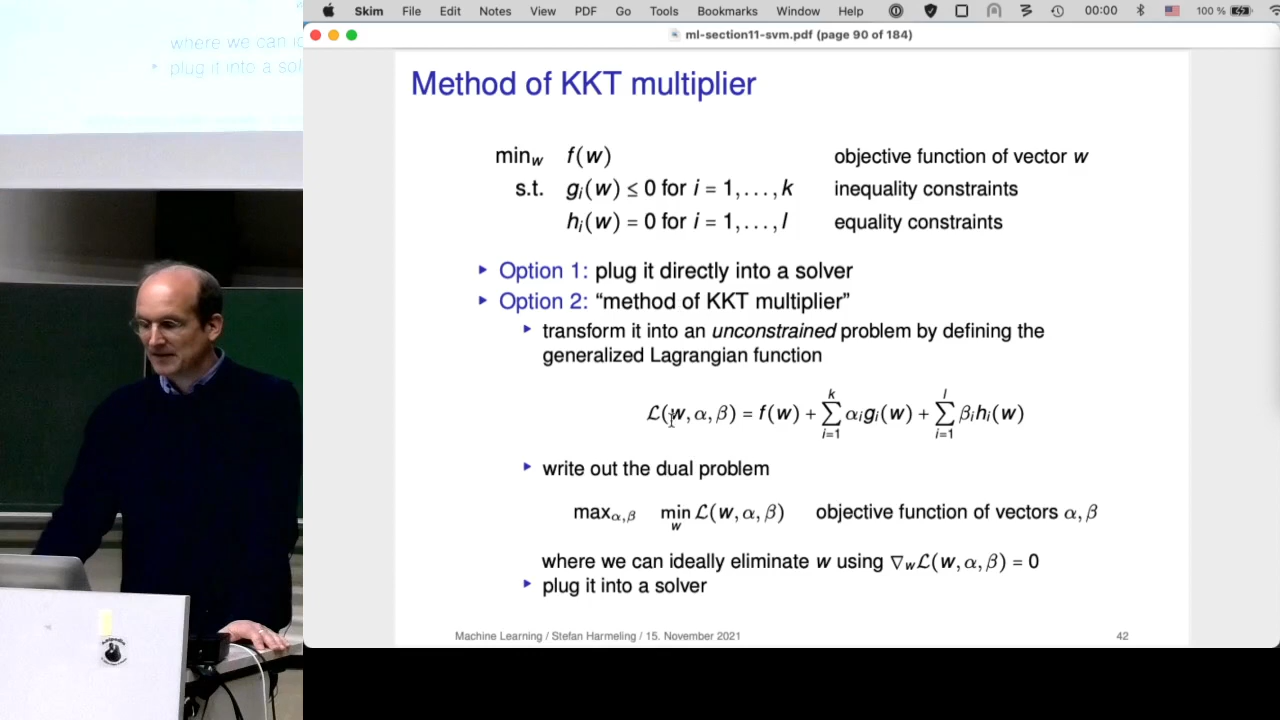 where we can id
▸ plug it into a sol
Skim File Edit Notes View PDF Go Tools Bookmarks Window Help 00:00 100 %
ml-section11-svm.pdf (page 90 of 184)
Method of KKT multiplier
min_w f(w) objective function of vector w
s.t. g_i(w) ≤ 0 for i = 1, . . . , k inequality constraints
h_i(w) = 0 for i = 1, . . . , l equality constraints
▸ Option 1: plug it directly into a solver
▸ Option 2: “method of KKT multiplier”
▸ transform it into an unconstrained problem by defining the
generalized Lagrangian function
ℒ(w, α, β) = f(w) + ∑_{i=1}^{k} α_i g_i(w) + ∑_{i=1}^{l} β_i h_i(w)
▸ write out the dual problem
max_{α,β} min_w ℒ(w, α, β) objective function of vectors α, β
where we can ideally eliminate w using ∇_w ℒ(w, α, β) = 0
▸ plug it into a solver
Machine Learning / Stefan Harmeling / 15. November 2021 42